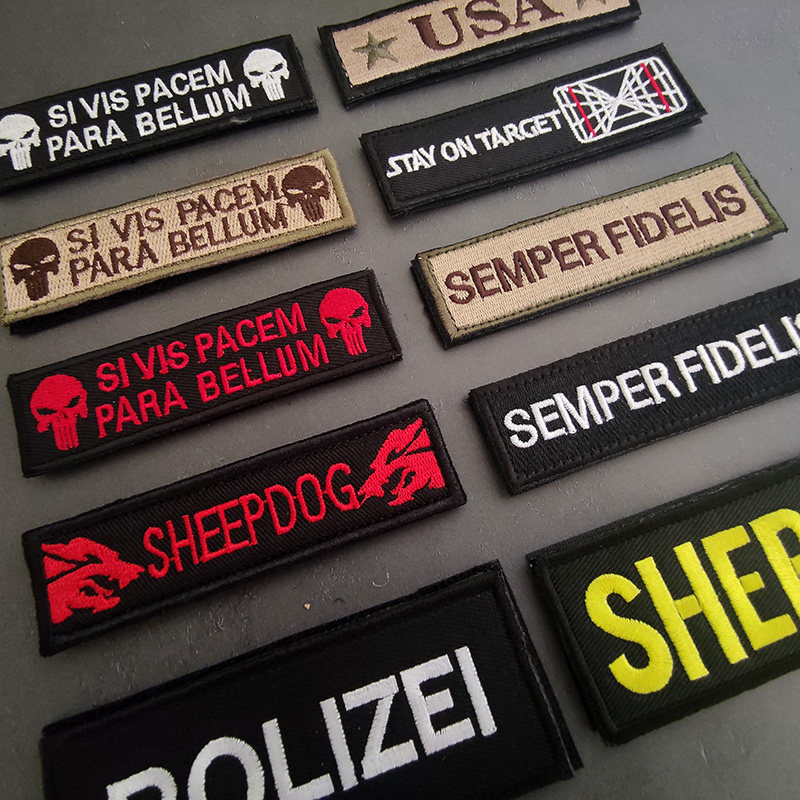 SI VIS PACEM
PARA BELLUM
SI VIS PACEM
PARA BELLUM
SI VIS PACEM
PARA BELLUM
SHEEPDOG
POLIZEI
USA
STAY ON TARGET
SEMPER FIDELIS
SEMPER FIDELIS